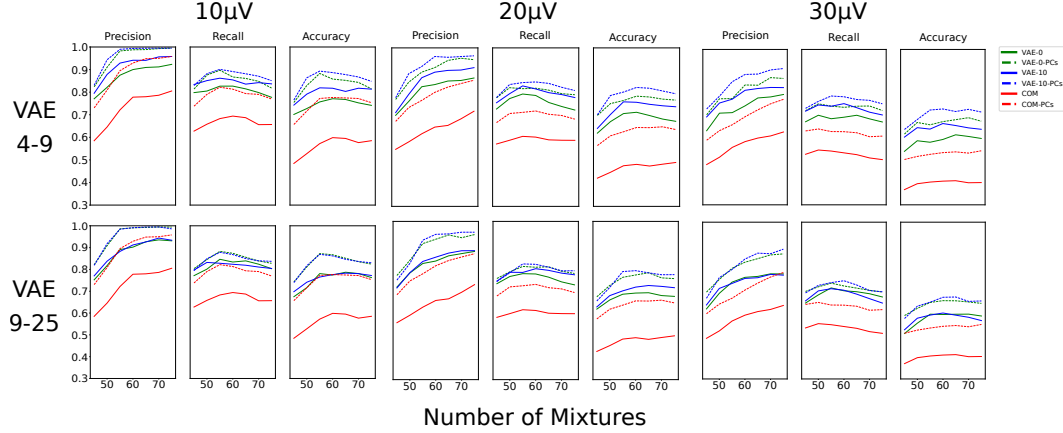 10μV 20μV 30μV
Precision Recall Accuracy Precision Recall Accuracy Precision Recall Accuracy
VAE
4-9
1.0
0.9
0.8
0.7
0.6
0.5
0.4
0.3
VAE-0
VAE-0-PCs
VAE-10
VAE-10-PCs
COM
COM-PCs
VAE
9-25
1.0
0.9
0.8
0.7
0.6
0.5
0.4
0.3
50 60 70 50 60 70 50 60 70 50 60 70 50 60 70 50 60 70 50 60 70 50 60 70 50 60 70
Number of Mixtures